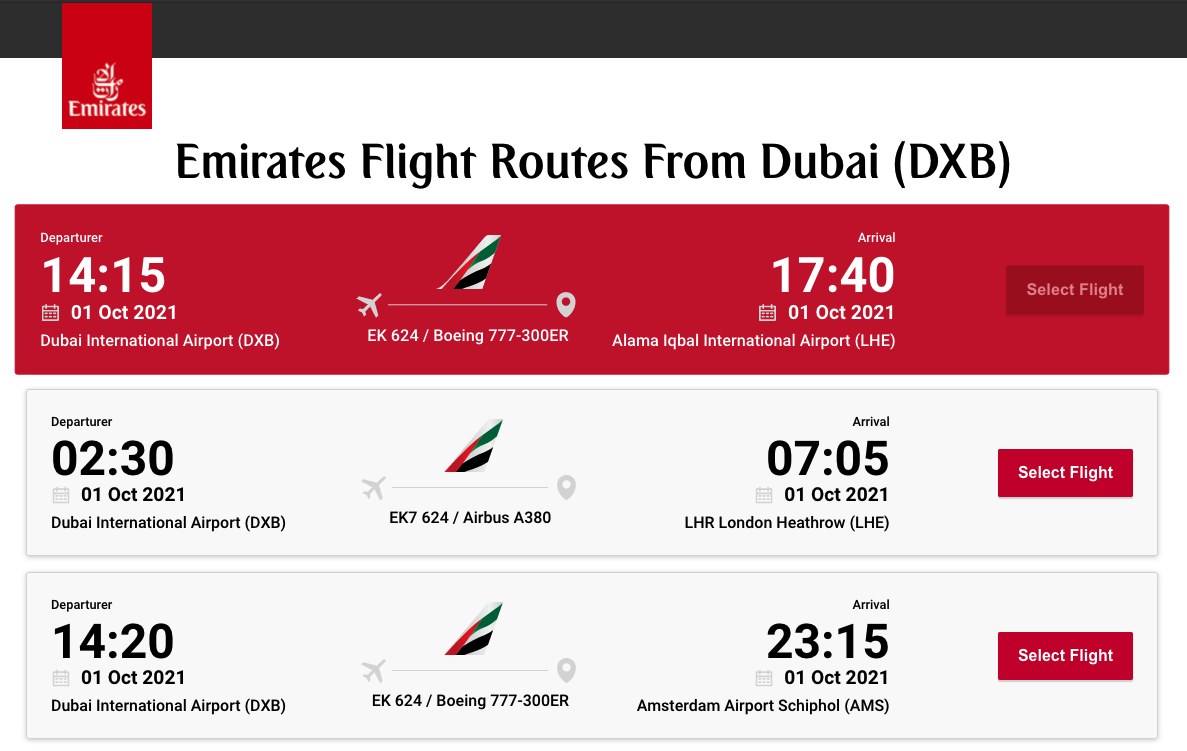 Emirates
Emirates Flight Routes From Dubai (DXB)
Departurer
14:15
01 Oct 2021
Dubai International Airport (DXB)
EK 624 / Boeing 777-300ER
Arrival
17:40
01 Oct 2021
Alama Iqbal International Airport (LHE)
Select Flight
Departurer
02:30
01 Oct 2021
Dubai International Airport (DXB)
EK7 624 / Airbus A380
Arrival
07:05
01 Oct 2021
LHR London Heathrow (LHE)
Select Flight
Departurer
14:20
01 Oct 2021
Dubai International Airport (DXB)
EK 624 / Boeing 777-300ER
Arrival
23:15
01 Oct 2021
Amsterdam Airport Schiphol (AMS)
Select Flight